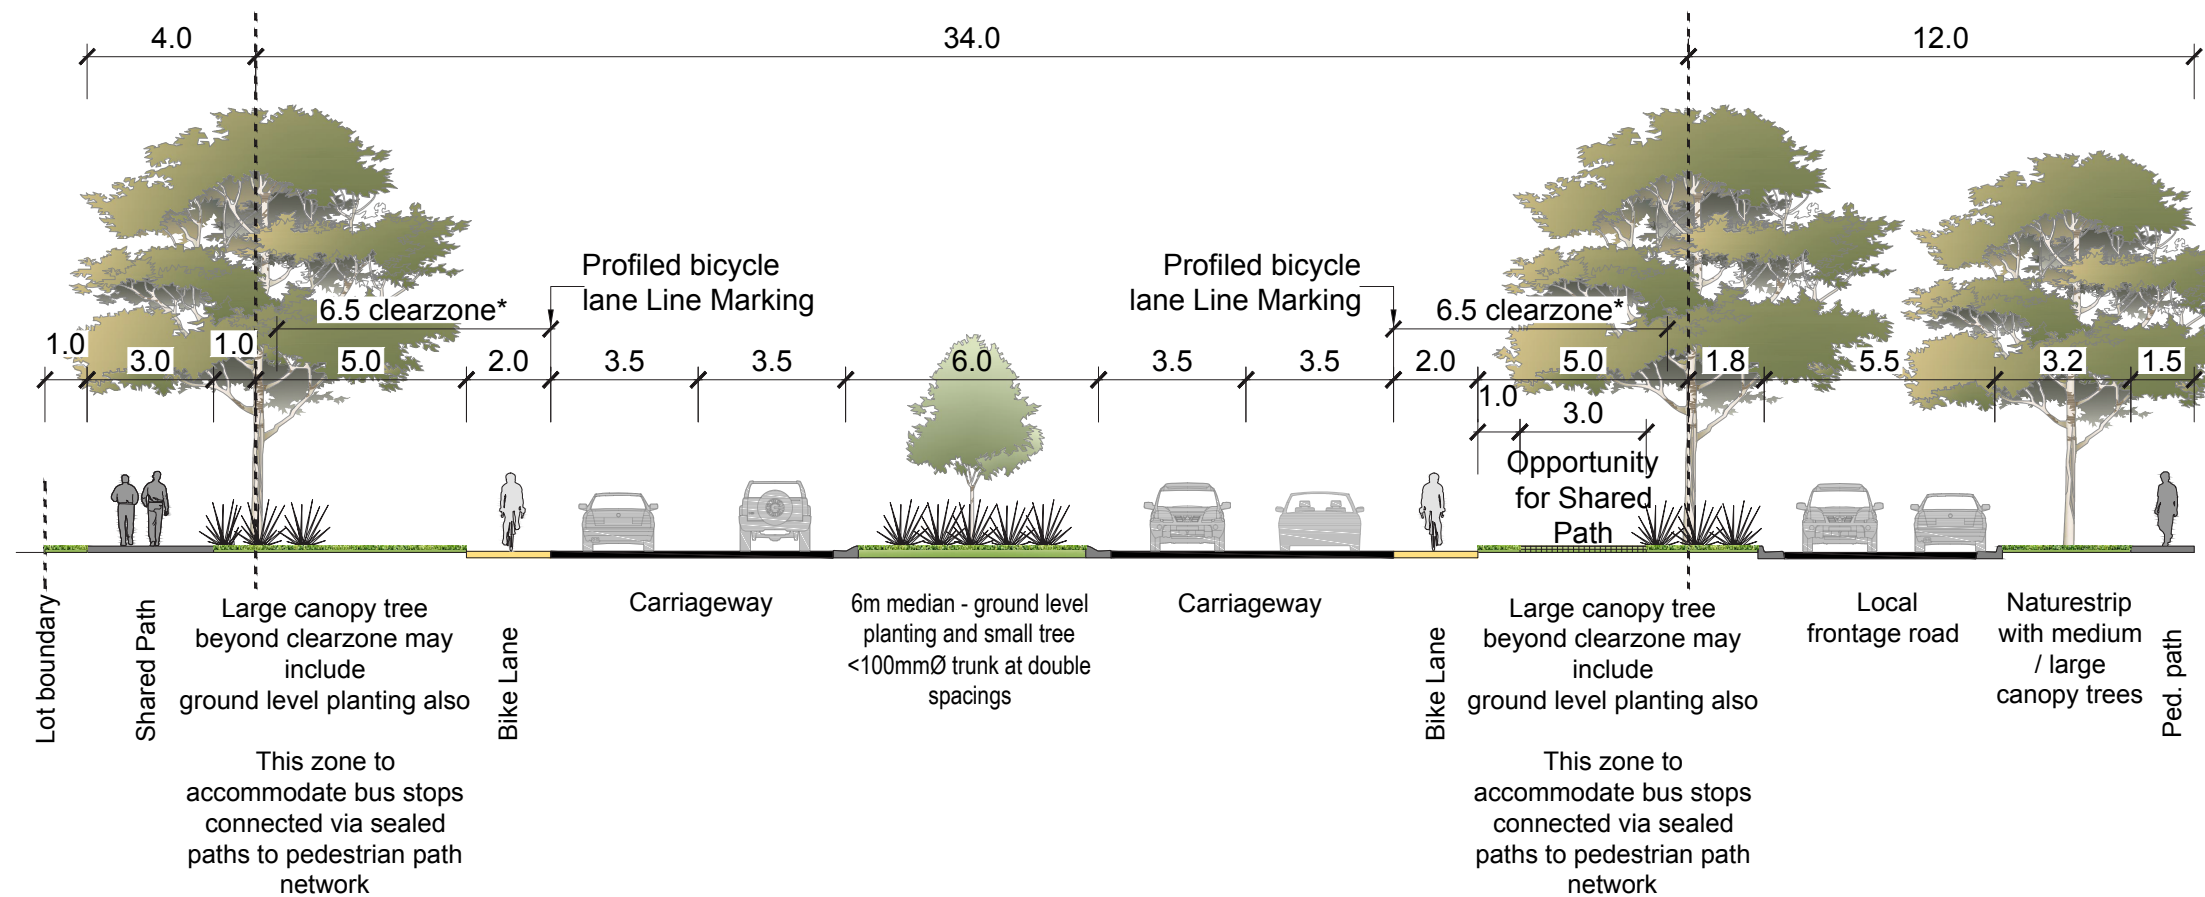 4.0
34.0
12.0
Profiled bicycle
lane Line Marking
Profiled bicycle
lane Line Marking
6.5 clearzone*
6.5 clearzone*
1.0
3.0
1.0
5.0
2.0
3.5
3.5
6.0
3.5
3.5
2.0
5.0
1.8
5.5
3.2
1.5
1.0
3.0
Opportunity
for Shared
Path
Lot boundary
Shared Path
Large canopy tree
beyond clearzone may
include
ground level planting also
This zone to
accommodate bus stops
connected via sealed
paths to pedestrian path
network
Bike Lane
Carriageway
6m median - ground level
planting and small tree
<100mmØ trunk at double
spacings
Carriageway
Bike Lane
Large canopy tree
beyond clearzone may
include
ground level planting also
This zone to
accommodate bus stops
connected via sealed
paths to pedestrian path
network
Local
frontage road
Naturestrip
with medium
/ large
canopy trees
Ped. path